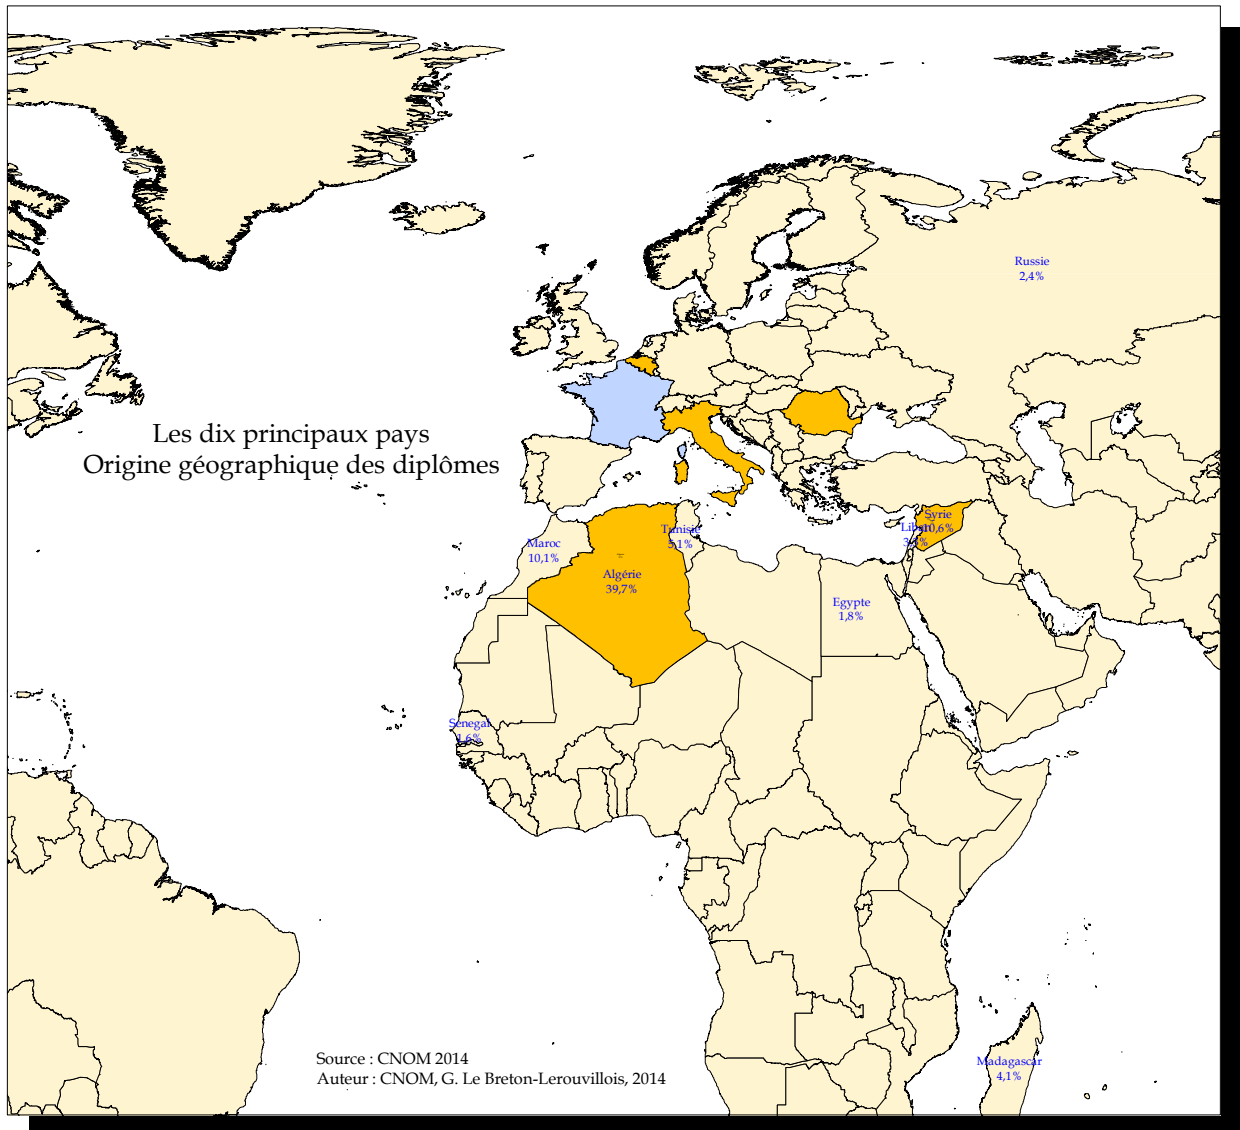 Russie
2,4%
Les dix principaux pays
Origine géographique des diplômes
Syrie
10,6%
Liban
Tunisie
5,1%
Maroc
10,1%
Algérie
39,7%
Egypte
1,8%
Senegal
1,6%
Madagascar
4,1%
Source : CNOM 2014
Auteur : CNOM, G. Le Breton-Lerouvillois, 2014